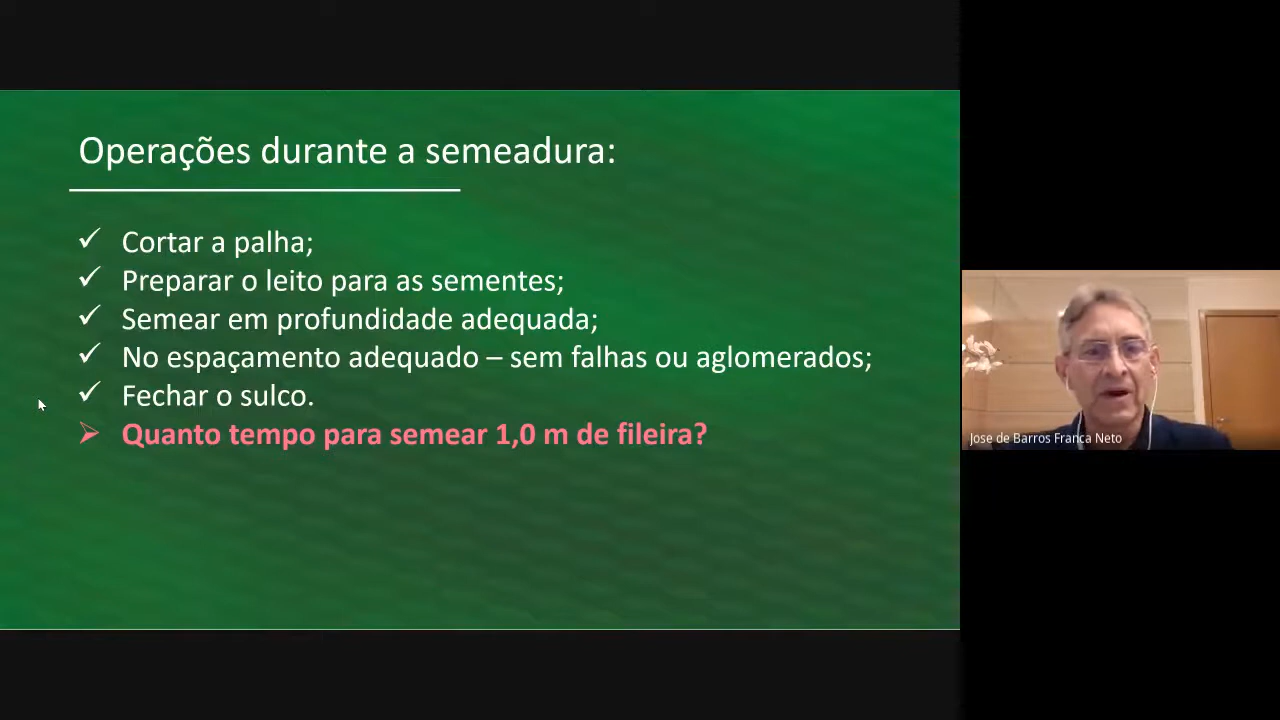 Operações durante a semeadura:
Cortar a palha;
Preparar o leito para as sementes;
Semear em profundidade adequada;
No espaçamento adequado – sem falhas ou aglomerados;
Fechar o sulco.
Quanto tempo para semear 1,0 m de fileira?
Jose de Barros Franca Neto